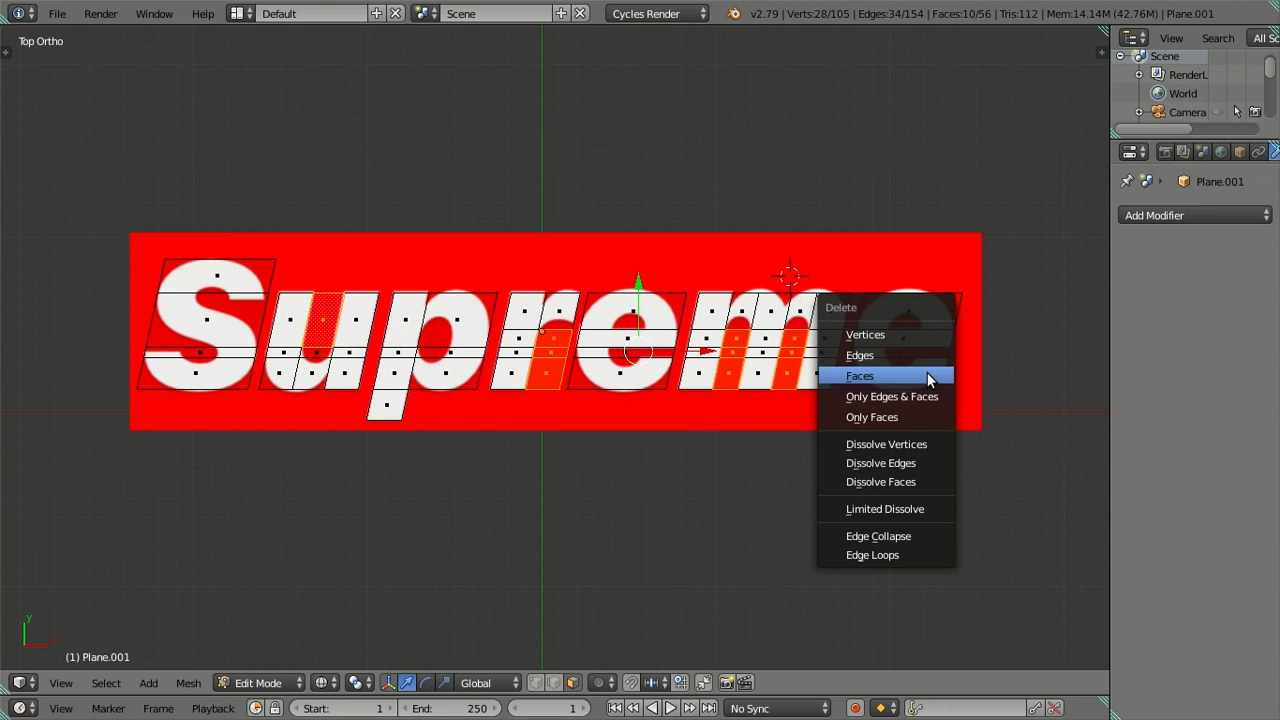 File Render Window Help Default Scene Cycles Render v2.79 | Verts:28/105 | Edges:34/154 | Faces:10/56 | Tris:112 | Mem:14.14M (42.76M) | Plane.001
Top Ortho
View Search All Sc
Scene
RenderL
World
Camera
Plane.001
Add Modifier
Supreme
Delete
Vertices
Edges
Faces
Only Edges & Faces
Only Faces
Dissolve Vertices
Dissolve Edges
Dissolve Faces
Limited Dissolve
Edge Collapse
Edge Loops
y
x
(1) Plane.001
View Select Add Mesh Edit Mode Global
View Marker Frame Playback Start: 1 End: 250 1 No Sync